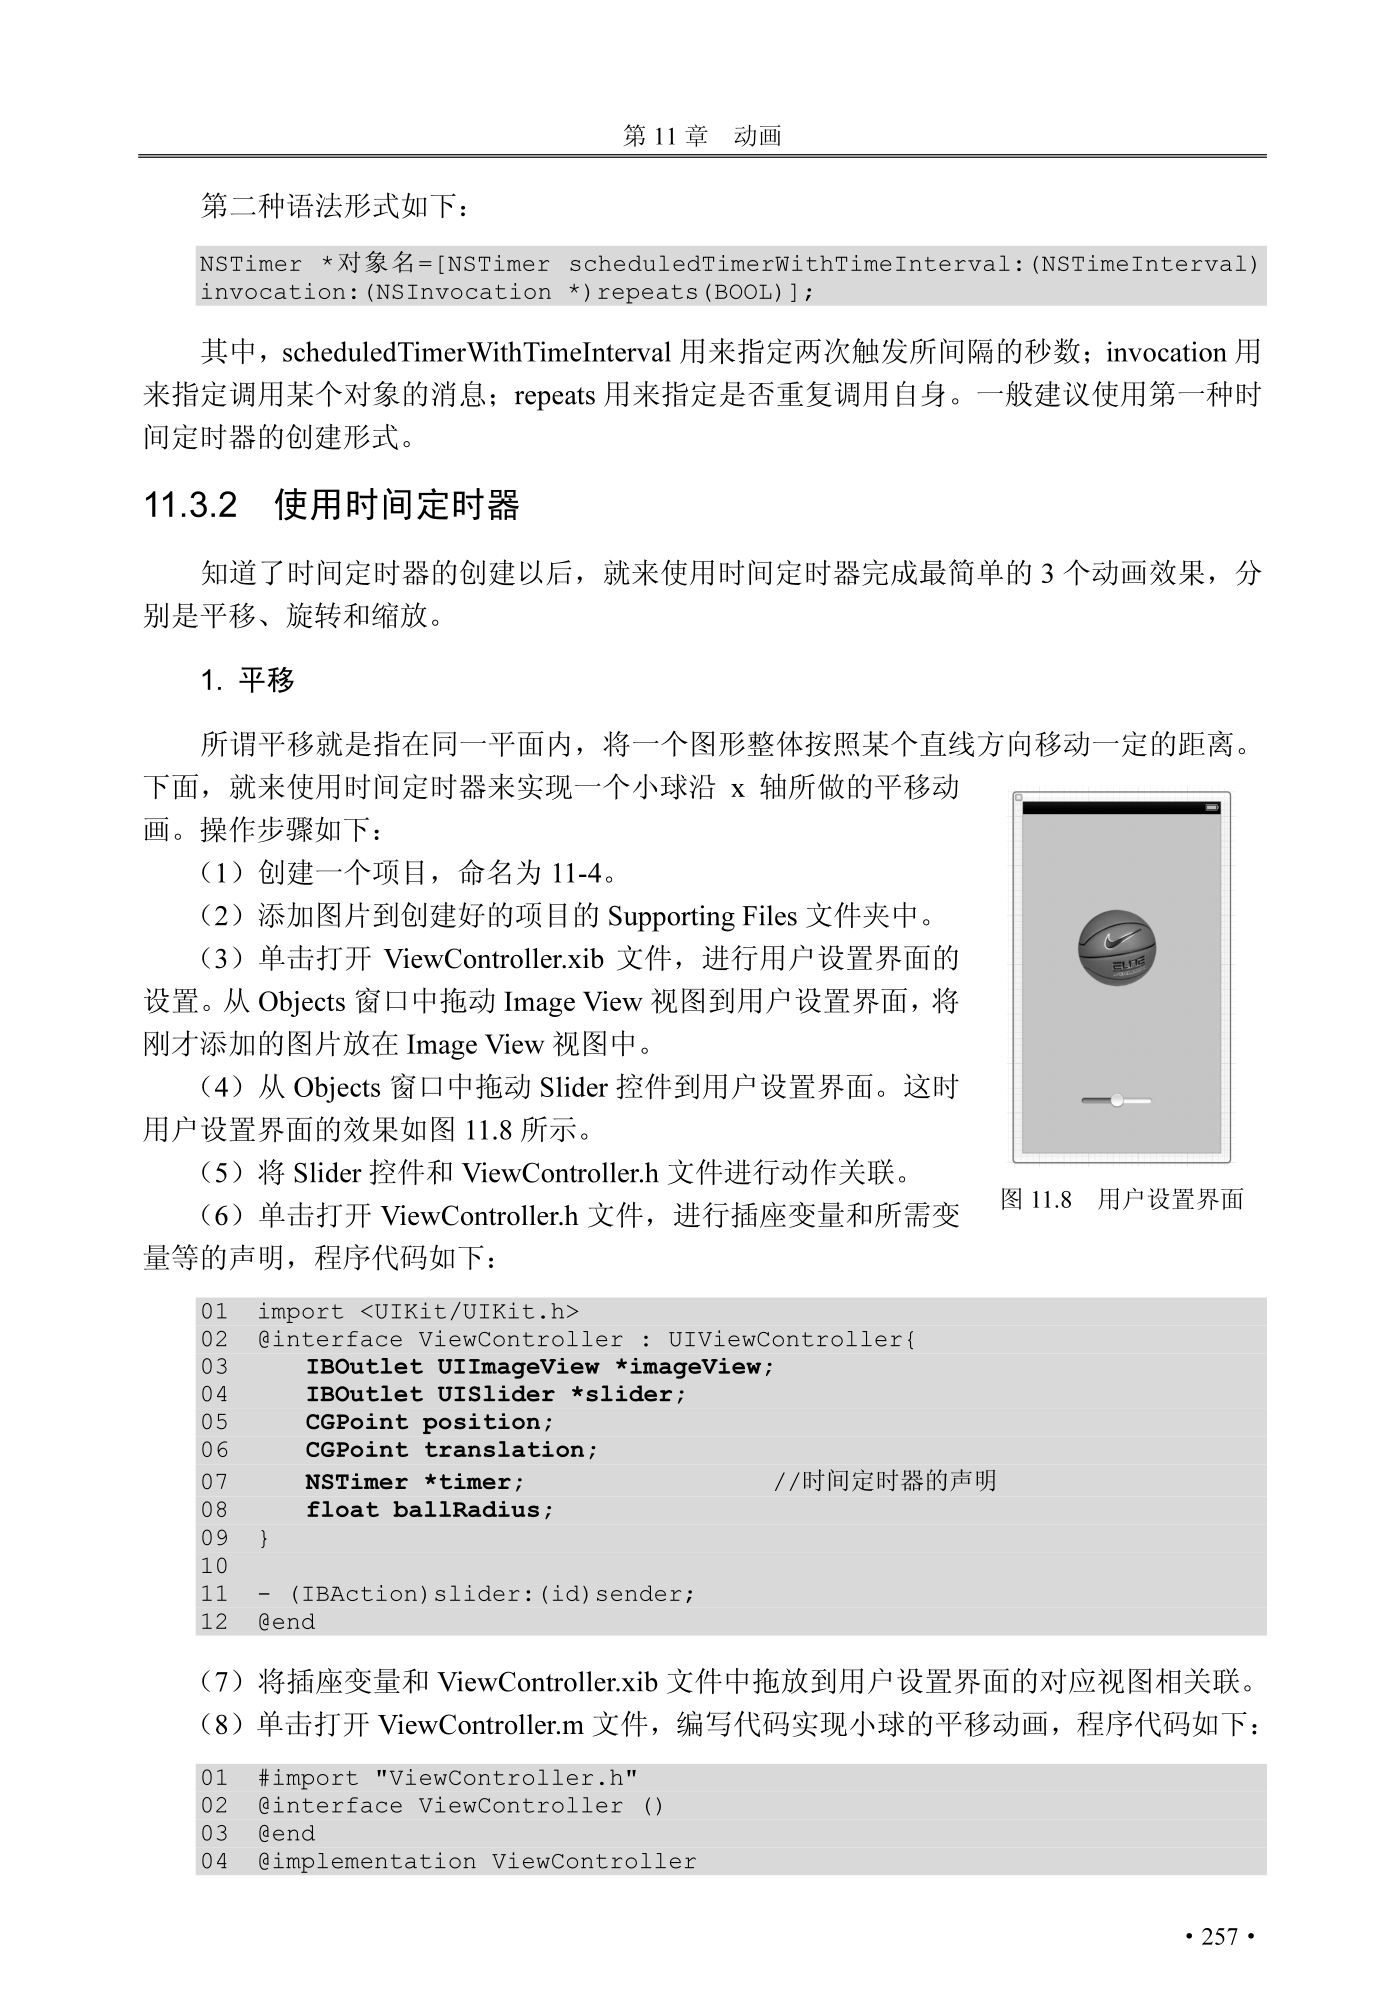 第 11 章　动画
第二种语法形式如下：
NSTimer *对象名=[NSTimer scheduledTimerWithTimeInterval:(NSTimeInterval)
invocation:(NSInvocation *)repeats(BOOL)];
其中，scheduledTimerWithTimeInterval 用来指定两次触发所间隔的秒数；invocation 用
来指定调用某个对象的消息；repeats 用来指定是否重复调用自身。一般建议使用第一种时
间定时器的创建形式。
11.3.2　使用时间定时器
知道了时间定时器的创建以后，就来使用时间定时器完成最简单的 3 个动画效果，分
别是平移、旋转和缩放。
1. 平移
所谓平移就是指在同一平面内，将一个图形整体按照某个直线方向移动一定的距离。
下面，就来使用时间定时器来实现一个小球沿 x 轴所做的平移动
画。操作步骤如下：
（1）创建一个项目，命名为 11-4。
（2）添加图片到创建好的项目的 Supporting Files 文件夹中。
（3）单击打开 ViewController.xib 文件，进行用户设置界面的
设置。从 Objects 窗口中拖动 Image View 视图到用户设置界面，将
刚才添加的图片放在 Image View 视图中。
（4）从 Objects 窗口中拖动 Slider 控件到用户设置界面。这时
用户设置界面的效果如图 11.8 所示。
（5）将 Slider 控件和 ViewController.h 文件进行动作关联。
（6）单击打开 ViewController.h 文件，进行插座变量和所需变
量等的声明，程序代码如下：
ELITE
图 11.8　用户设置界面
01 import <UIKit/UIKit.h>
02 @interface ViewController : UIViewController{
03 IBOutlet UIImageView *imageView;
04 IBOutlet UISlider *slider;
05 CGPoint position;
06 CGPoint translation;
07 NSTimer *timer; //时间定时器的声明
08 float ballRadius;
09 }
10
11 - (IBAction)slider:(id)sender;
12 @end
（7）将插座变量和 ViewController.xib 文件中拖放到用户设置界面的对应视图相关联。
（8）单击打开 ViewController.m 文件，编写代码实现小球的平移动画，程序代码如下：
01 #import "ViewController.h"
02 @interface ViewController ()
03 @end
04 @implementation ViewController
• 257 •